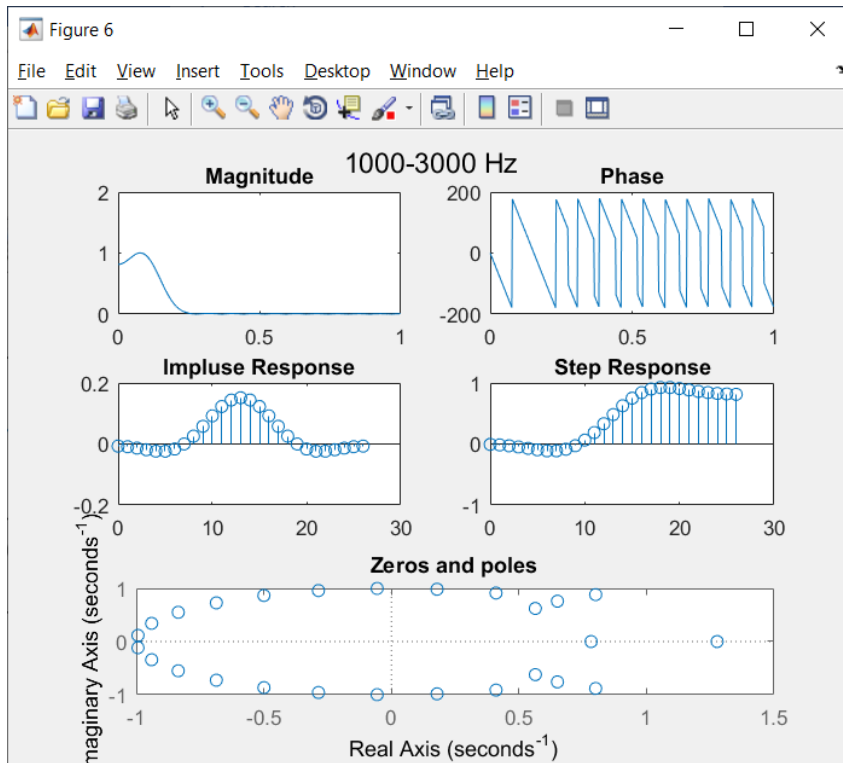 Figure 6
File Edit View Insert Tools Desktop Window Help
1000-3000 Hz
Magnitude
2
1
0
0 0.5 1
Phase
200
0
-200
0 0.5 1
Impluse Response
0.2
0
-0.2
0 10 20 30
Step Response
1
0
-1
0 10 20 30
Zeros and poles
maginary Axis (seconds⁻¹)
1
0
-1
-1 -0.5 0 0.5 1 1.5
Real Axis (seconds⁻¹)